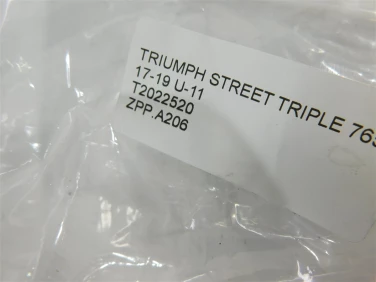 TRIUMPH STREET TRIPLE 76
17-19 U-11
T2022520
ZPP.A206